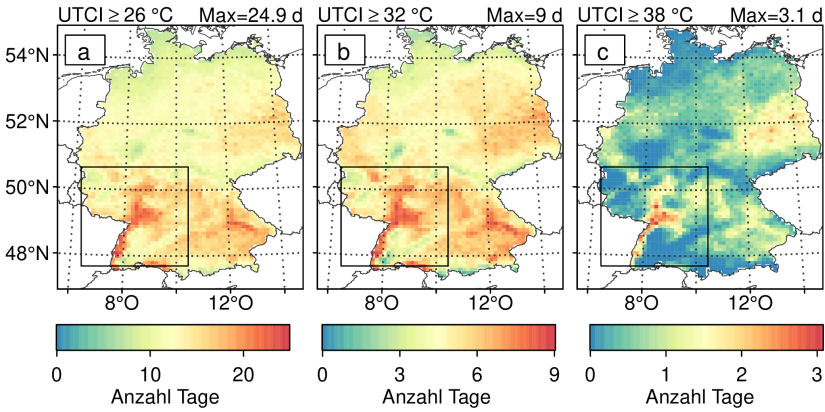 UTCI ≥ 26 °C Max=24.9 d UTCI ≥ 32 °C Max=9 d UTCI ≥ 38 °C Max=3.1 d
a b c
54°N
52°N
50°N
48°N
8°O 12°O 8°O 12°O 8°O 12°O
0 10 20 0 3 6 9 0 1 2 3
Anzahl Tage Anzahl Tage Anzahl Tage